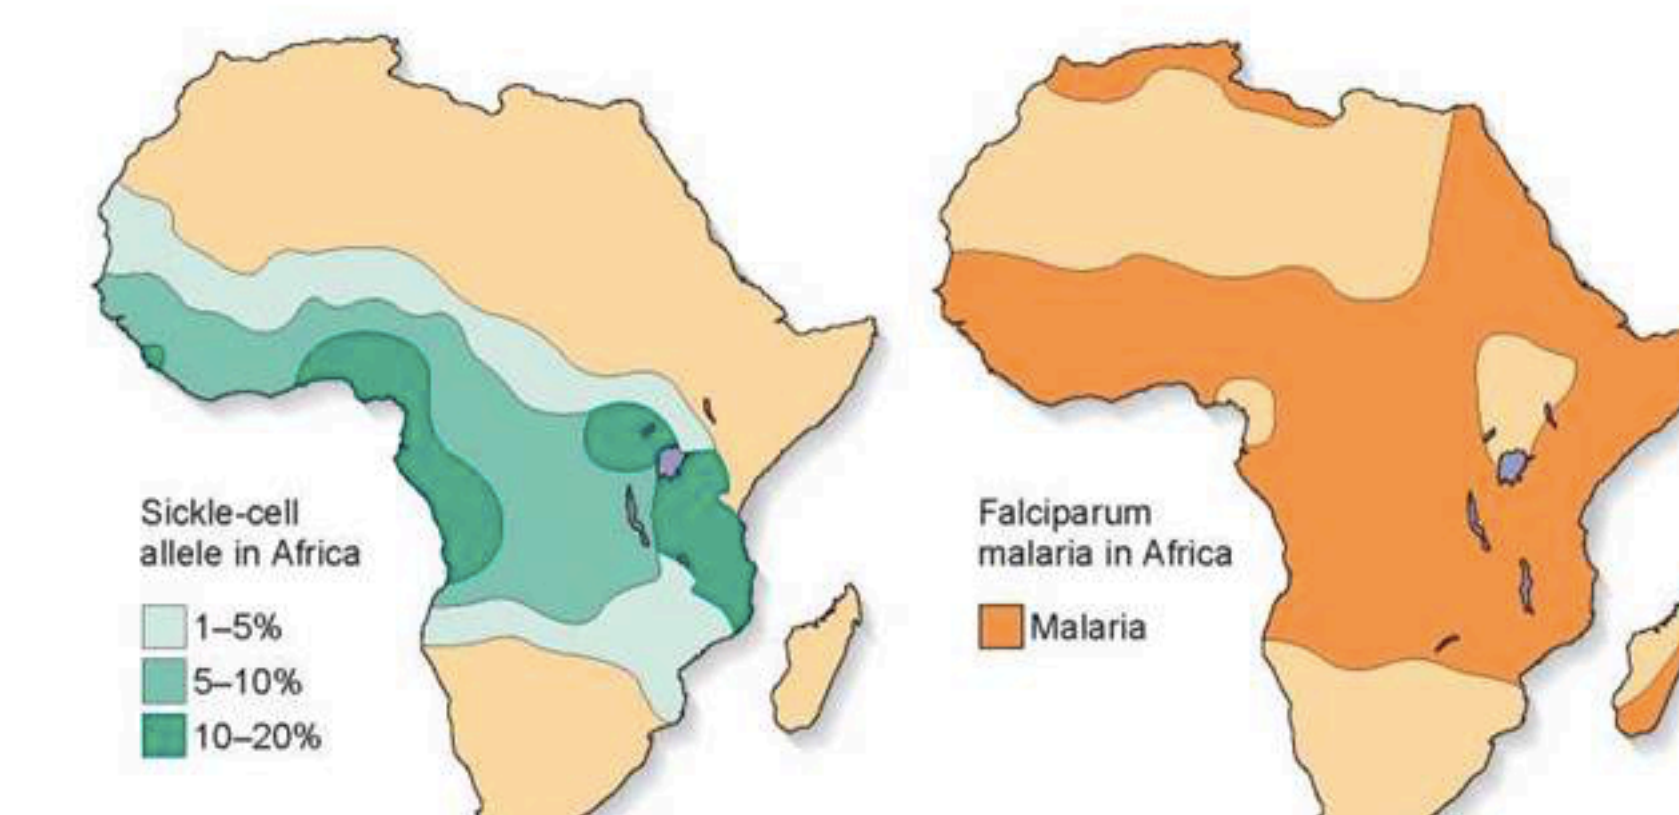 Sickle-cell
allele in Africa
1–5%
5–10%
10–20%
Falciparum
malaria in Africa
Malaria